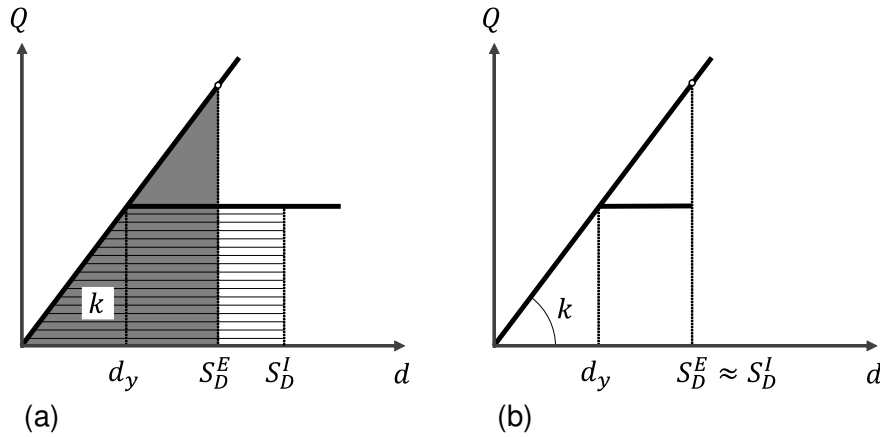 Q
k
d_y S_D^E S_D^I d
(a)
Q
k
d_y S_D^E ≈ S_D^I d
(b)